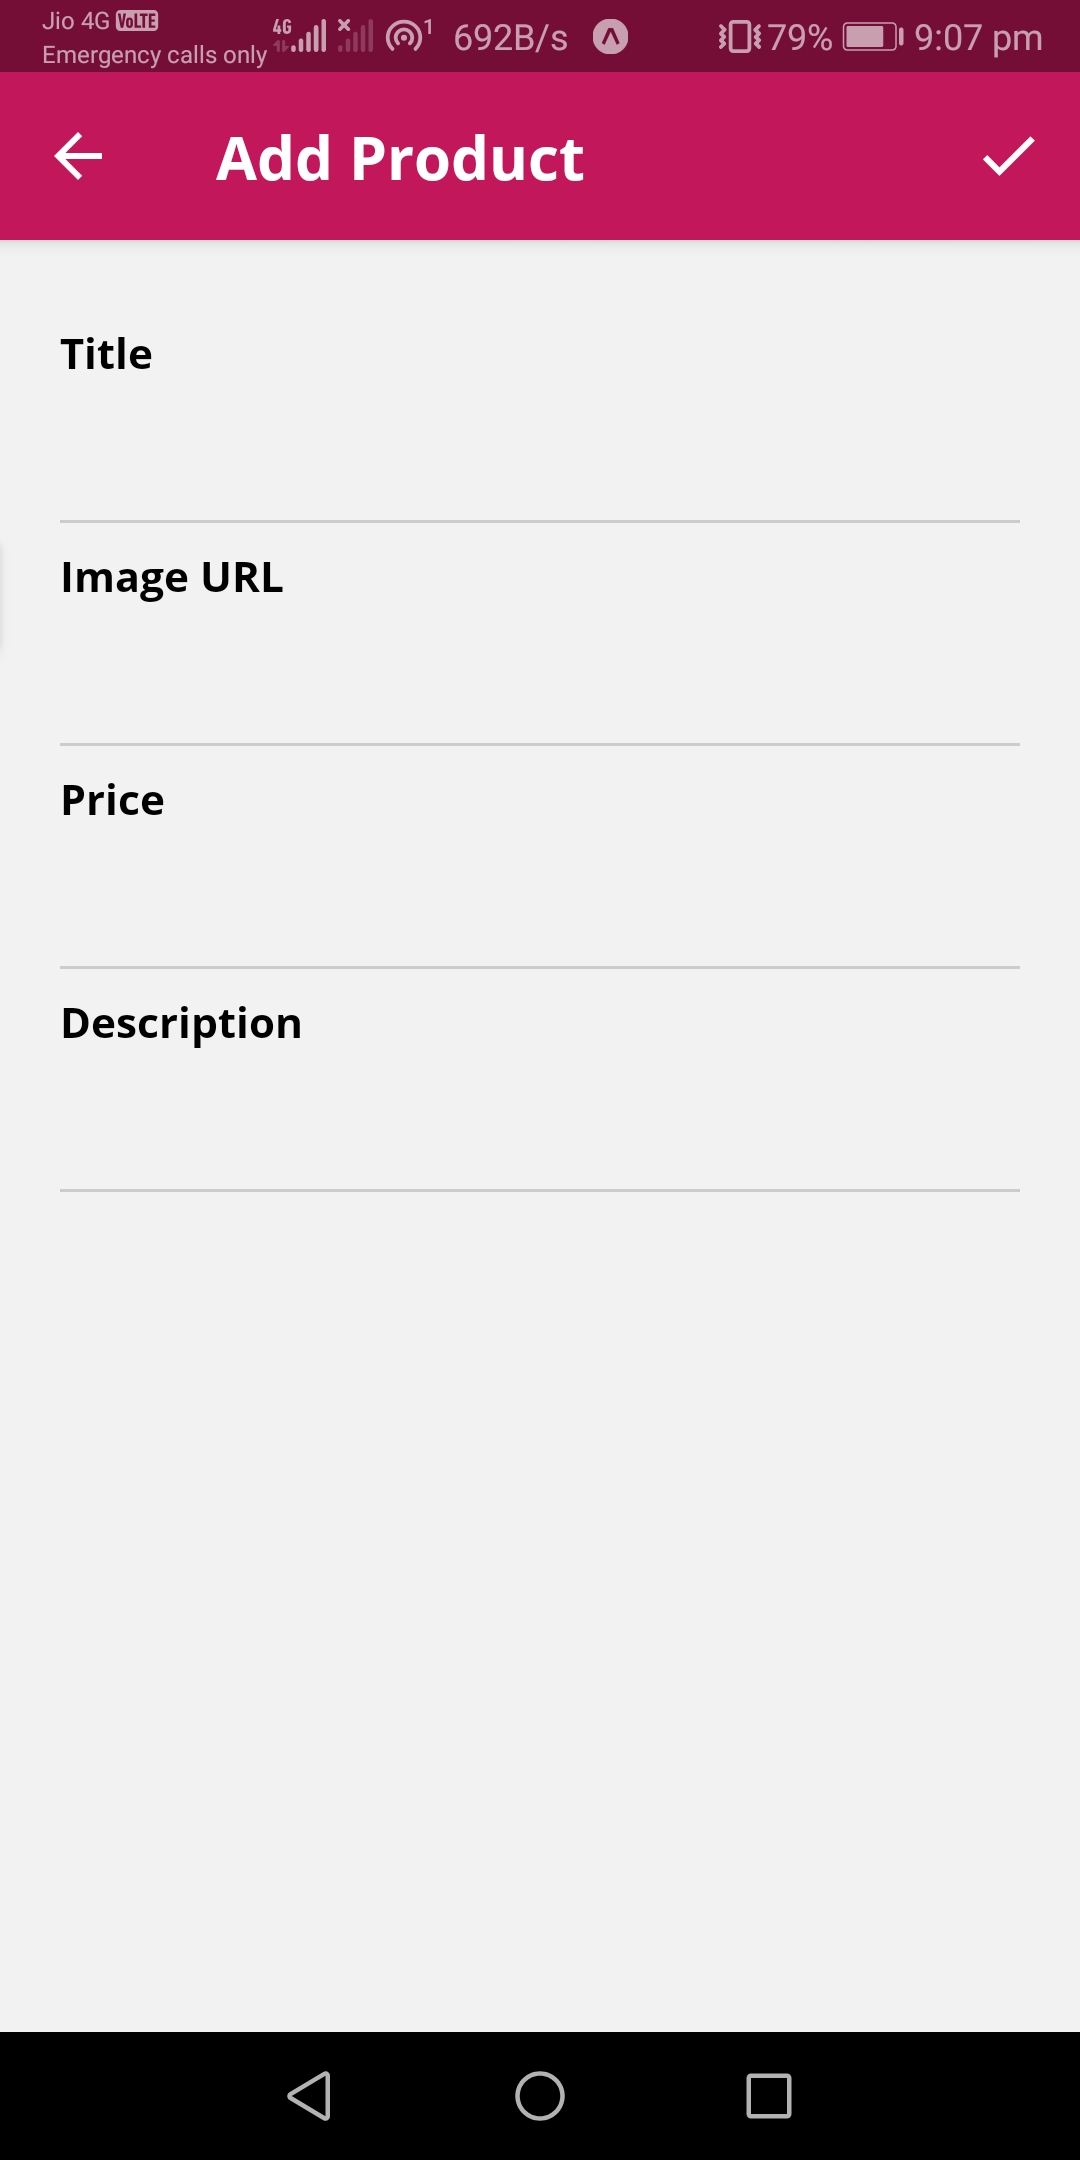 Jio 4G VoLTE
Emergency calls only
4G
1
692B/s
79%
9:07 pm
Add Product
Title
Image URL
Price
Description